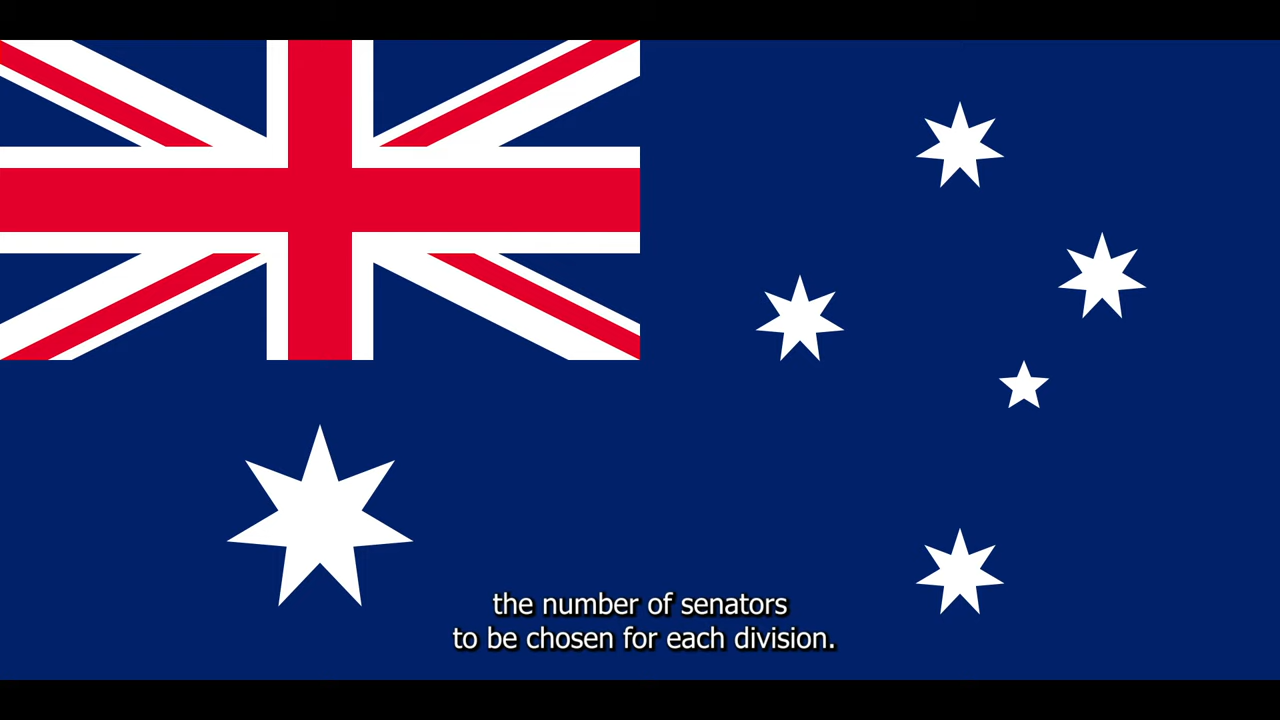 the number of senators
to be chosen for each division.